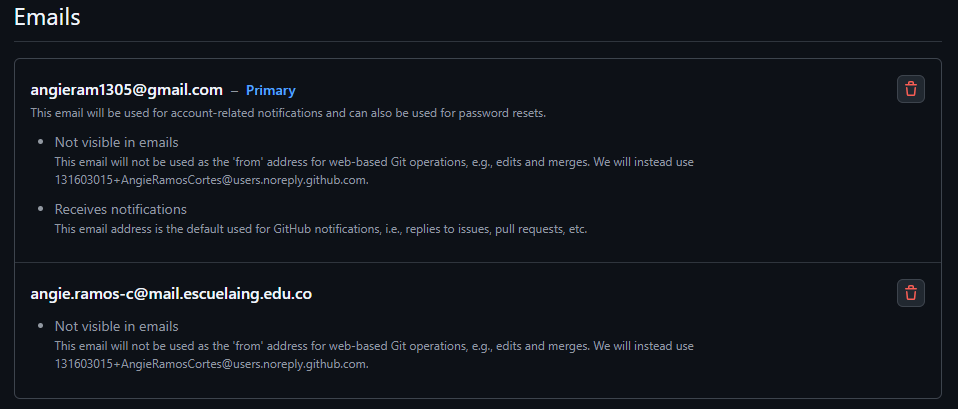 Emails
angieram1305@gmail.com – Primary
This email will be used for account-related notifications and can also be used for password resets.
• Not visible in emails
This email will not be used as the 'from' address for web-based Git operations, e.g., edits and merges. We will instead use
131603015+AngieRamosCortes@users.noreply.github.com.
• Receives notifications
This email address is the default used for GitHub notifications, i.e., replies to issues, pull requests, etc.
angie.ramos-c@mail.escuelaing.edu.co
• Not visible in emails
This email will not be used as the 'from' address for web-based Git operations, e.g., edits and merges. We will instead use
131603015+AngieRamosCortes@users.noreply.github.com.